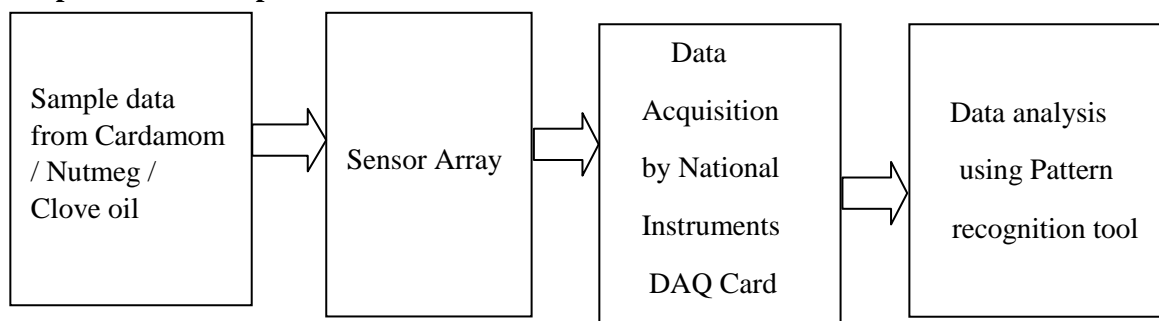 Sample data
from Cardamom
/ Nutmeg /
Clove oil
Sensor Array
Data
Acquisition
by National
Instruments
DAQ Card
Data analysis
using Pattern
recognition tool